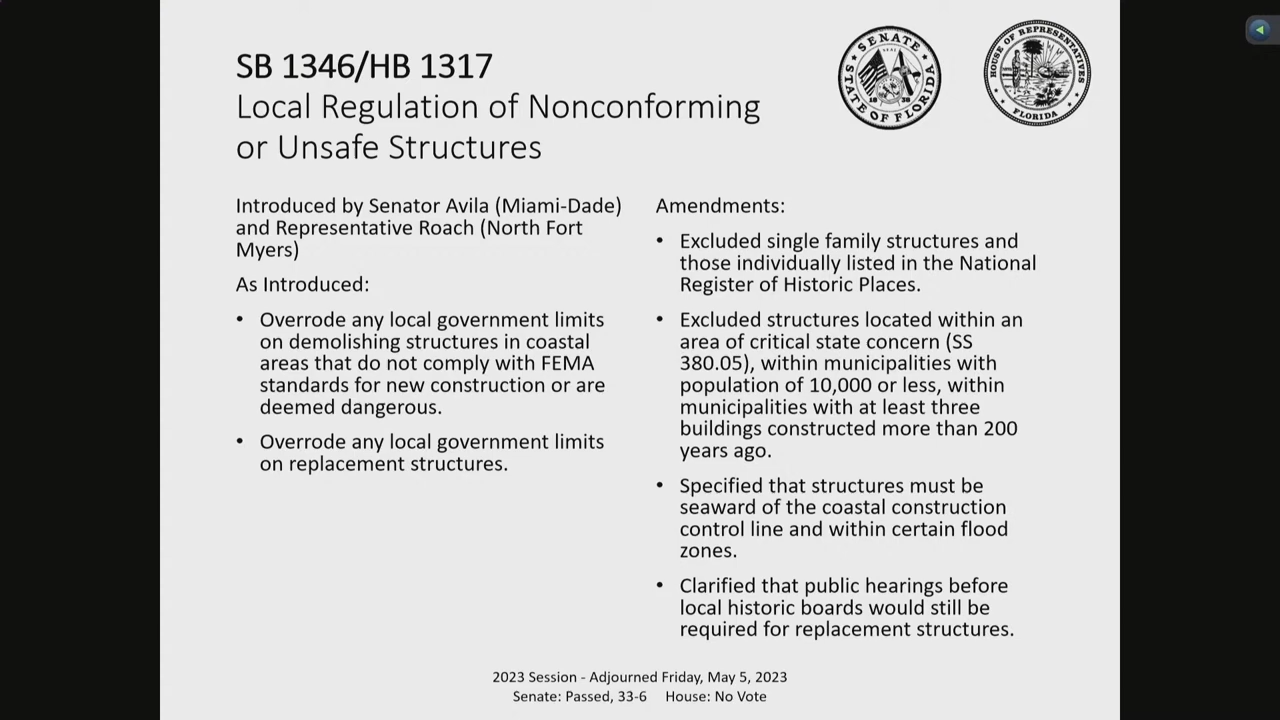 SB 1346/HB 1317
Local Regulation of Nonconforming
or Unsafe Structures
SENATE
STATE OF FLORIDA
HOUSE OF REPRESENTATIVES
FLORIDA
Introduced by Senator Avila (Miami-Dade)
and Representative Roach (North Fort
Myers)
As Introduced:
• Overrode any local government limits
on demolishing structures in coastal
areas that do not comply with FEMA
standards for new construction or are
deemed dangerous.
• Overrode any local government limits
on replacement structures.
Amendments:
• Excluded single family structures and
those individually listed in the National
Register of Historic Places.
• Excluded structures located within an
area of critical state concern (SS
380.05), within municipalities with
population of 10,000 or less, within
municipalities with at least three
buildings constructed more than 200
years ago.
• Specified that structures must be
seaward of the coastal construction
control line and within certain flood
zones.
• Clarified that public hearings before
local historic boards would still be
required for replacement structures.
2023 Session - Adjourned Friday, May 5, 2023
Senate: Passed, 33-6 House: No Vote